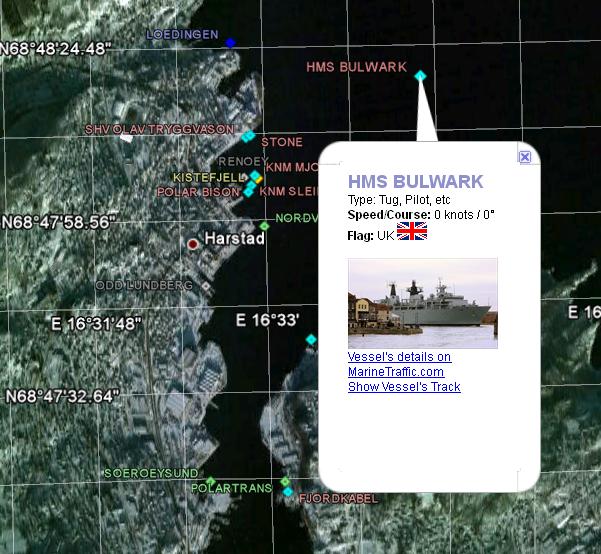 LOEDINGEN
N68°48'24.48"
HMS BULWARK
SHV OLAV TRYGGVASON
STONE
RENOEY
KNM
KISTEFJELL
POLAR BISON
KNM
HMS BULWARK
Type: Tug, Pilot, etc
Speed/Course: 0 knots / 0°
Flag: UK
N68°47'58.56"
NORDV
Harstad
ODD LUNDBERG
E 16°31'48"
E 16°33'
E 16
Vessel's details on
MarineTraffic.com
Show Vessel's Track
N68°47'32.64"
SOEROEYSUND
POLARTRANS
FJORDKABEL